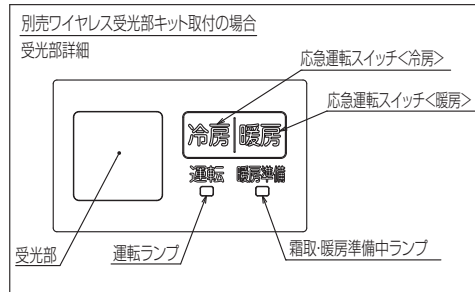 別売ワイヤレス受光部キット取付の場合
受光部詳細
応急運転スイッチ<冷房>
応急運転スイッチ<暖房>
冷房 暖房
運転 暖房準備
受光部
運転ランプ
霜取・暖房準備中ランプ